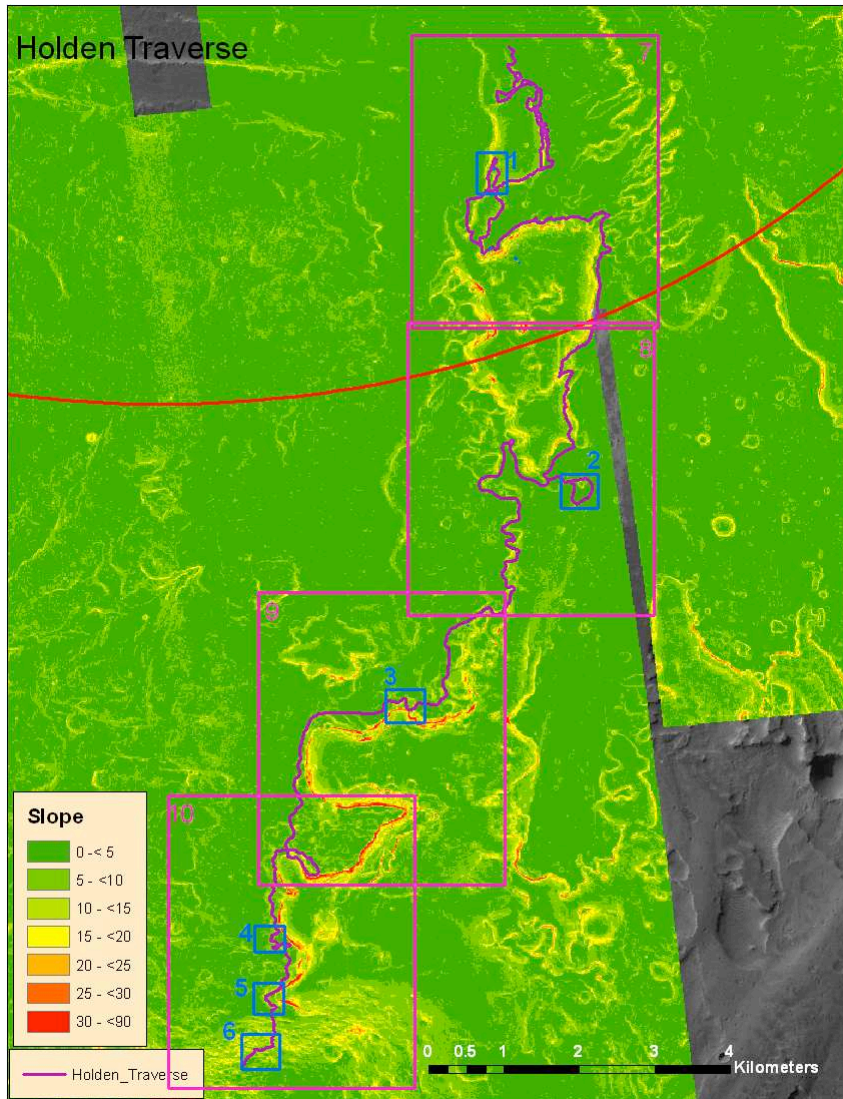 Holden Traverse
7
1
8
2
9
3
10
4
5
6
Slope
0 -< 5
5 - <10
10 - <15
15 - <20
20 - <25
25 - <30
30 - <90
Holden_Traverse
0 0.5 1 2 3 4
Kilometers